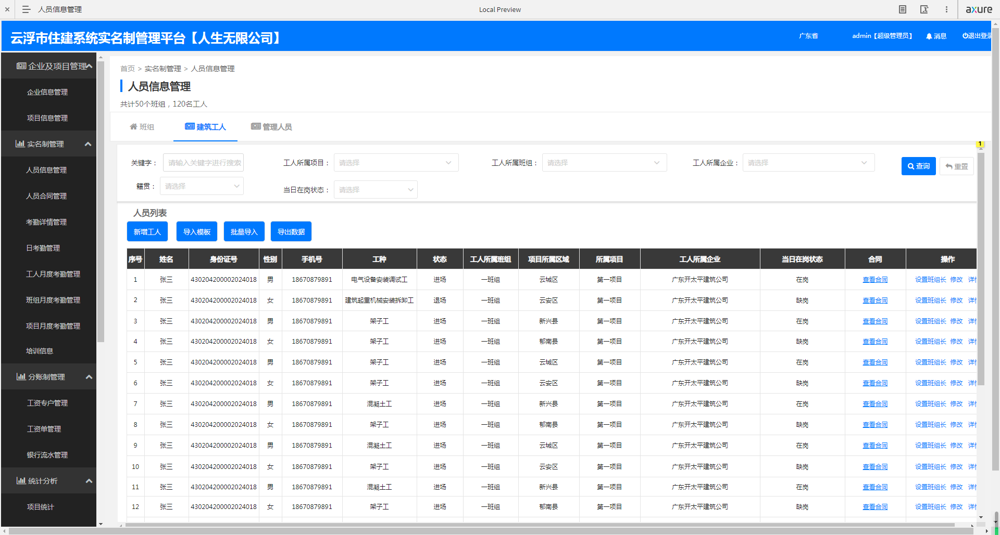 人员信息管理
Local Preview
axure
云浮市住建系统实名制管理平台【人生无限公司】
广东省
admin【超级管理员】
消息
退出登录
企业及项目管理
企业信息管理
项目信息管理
实名制管理
人员信息管理
人员合同管理
考勤详情管理
日考勤管理
工人月度考勤管理
班组月度考勤管理
项目月度考勤管理
培训信息
分账制管理
工资专户管理
工资单管理
银行流水管理
统计分析
项目统计
首页 > 实名制管理 > 人员信息管理
人员信息管理
共计50个班组，120名工人
班组
建筑工人
管理人员
1
关键字： 请输入关键字进行搜索
工人所属项目： 请选择
工人所属班组： 请选择
工人所属企业： 请选择
查询
重置
籍贯： 请选择
当日在岗状态： 请选择
人员列表
新增工人 导入模板 批量导入 导出数据
序号 姓名 身份证号 性别 手机号 工种 状态 工人所属班组 项目所属区域 所属项目 工人所属企业 当日在岗状态 合同 操作
1 张三 430204200002024018 男 18670879891 电气设备安装调试工 进场 一班组 云城区 第一项目 广东开太平建筑公司 在岗 查看合同 设置班组长 修改 详
2 张三 430204200002024018 女 18670879891 建筑起重机械安装拆卸工 退场 一班组 云安区 第一项目 广东开太平建筑公司 缺岗 查看合同 设置班组长 修改 详
3 张三 430204200002024018 男 18670879891 架子工 进场 一班组 新兴县 第一项目 广东开太平建筑公司 在岗 查看合同 设置班组长 修改 详
4 张三 430204200002024018 女 18670879891 架子工 进场 一班组 郁南县 第一项目 广东开太平建筑公司 缺岗 查看合同 设置班组长 修改 详
5 张三 430204200002024018 男 18670879891 架子工 进场 一班组 云城区 第一项目 广东开太平建筑公司 在岗 查看合同 设置班组长 修改 详
6 张三 430204200002024018 女 18670879891 架子工 进场 一班组 云安区 第一项目 广东开太平建筑公司 缺岗 查看合同 设置班组长 修改 详
7 张三 430204200002024018 男 18670879891 混凝土工 进场 一班组 新兴县 第一项目 广东开太平建筑公司 在岗 查看合同 设置班组长 修改 详
8 张三 430204200002024018 女 18670879891 架子工 进场 一班组 郁南县 第一项目 广东开太平建筑公司 缺岗 查看合同 设置班组长 修改 详
9 张三 430204200002024018 男 18670879891 混凝土工 进场 一班组 云城区 第一项目 广东开太平建筑公司 在岗 查看合同 设置班组长 修改 详
10 张三 430204200002024018 女 18670879891 架子工 进场 一班组 云安区 第一项目 广东开太平建筑公司 缺岗 查看合同 设置班组长 修改 详
11 张三 430204200002024018 男 18670879891 混凝土工 进场 一班组 新兴县 第一项目 广东开太平建筑公司 在岗 查看合同 设置班组长 修改 详
12 张三 430204200002024018 女 18670879891 架子工 进场 一班组 郁南县 第一项目 广东开太平建筑公司 缺岗 查看合同 设置班组长 修改 详